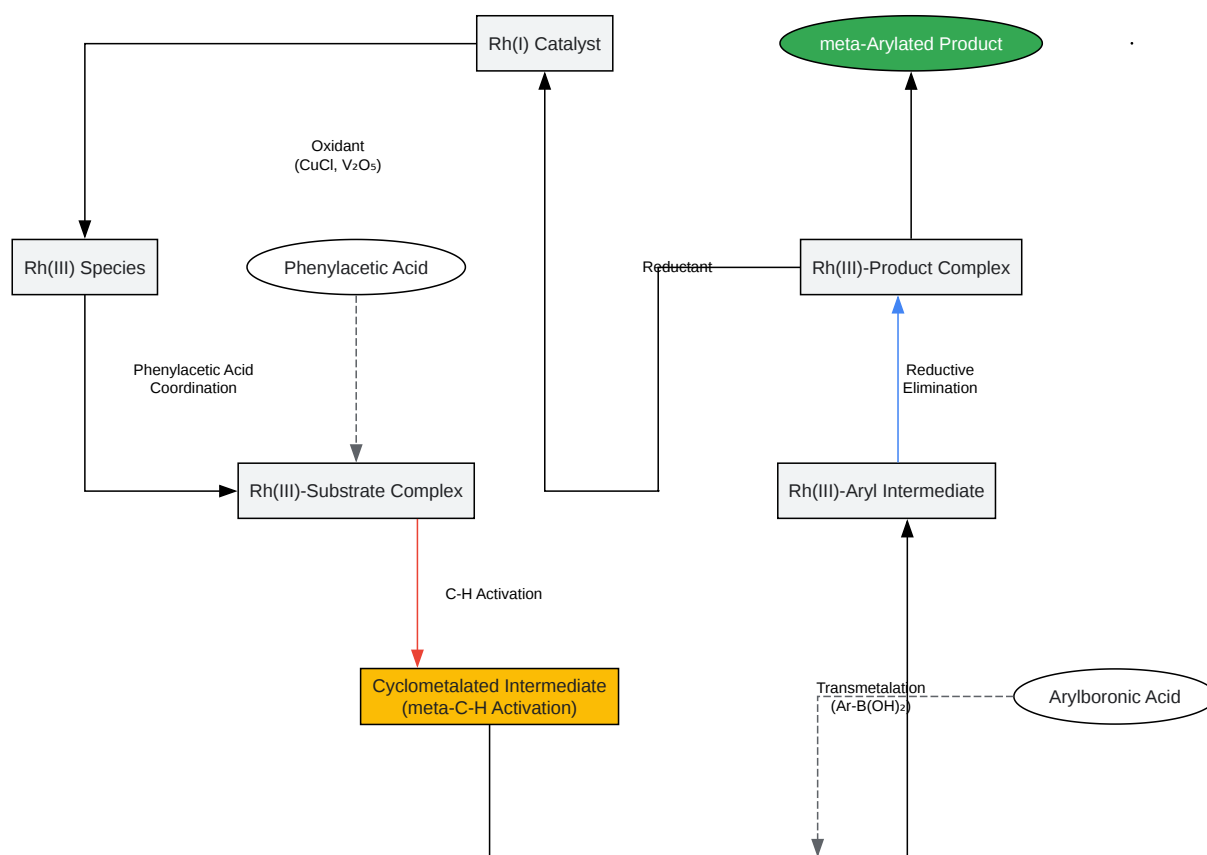 Rh(I) Catalyst
meta-Arylated Product
Oxidant
(CuCl, V₂O₅)
Rh(III) Species
Phenylacetic Acid
Reductant
Rh(III)-Product Complex
Phenylacetic Acid
Coordination
Reductive
Elimination
Rh(III)-Substrate Complex
Rh(III)-Aryl Intermediate
C-H Activation
Cyclometalated Intermediate
(meta-C-H Activation)
Transmetalation
(Ar-B(OH)₂)
Arylboronic Acid